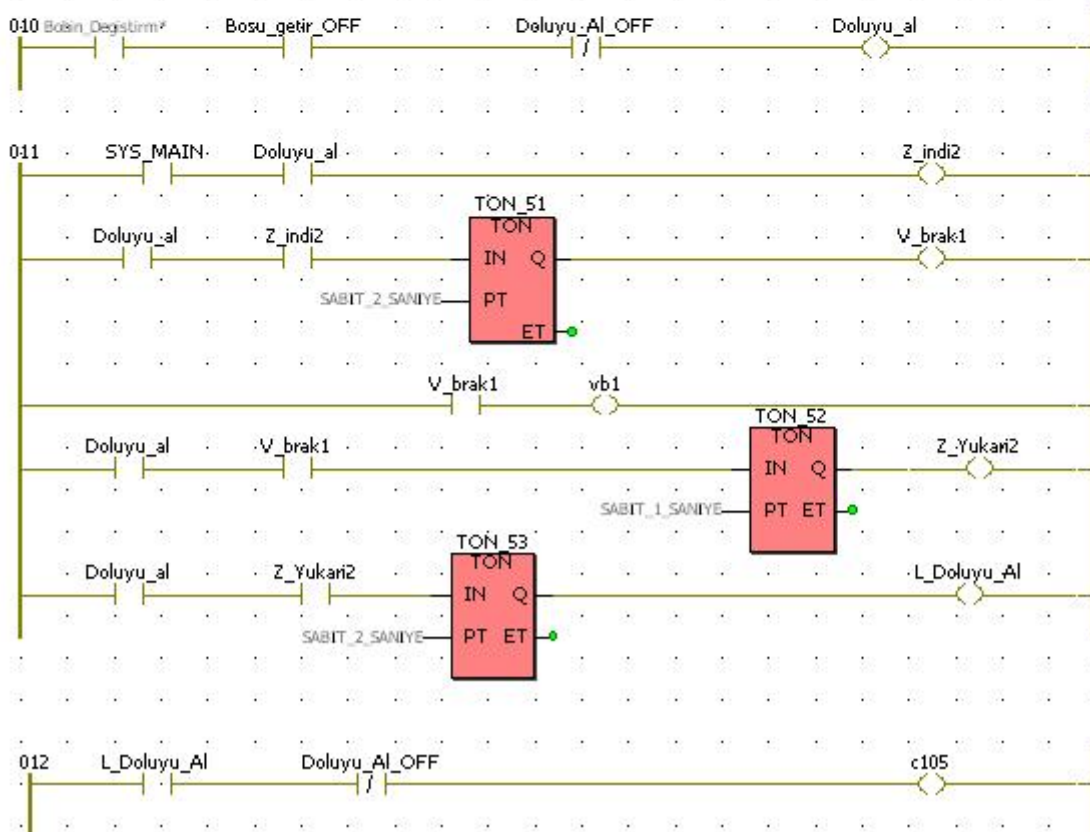 010 Bobin_Degistirm* Bosu_getir_OFF Doluyu_Al_OFF Doluyu_al
011 SYS_MAIN Doluyu_al Z_indi2
TON_51
TON
Doluyu_al Z_indi2 IN Q V_brak1
SABIT_2_SANIYE PT
ET
V_brak1 vb1
TON_52
TON
Doluyu_al V_brak1 IN Q Z_Yukari2
SABIT_1_SANIYE PT ET
TON_53
TON
Doluyu_al Z_Yukari2 IN Q L_Doluyu_Al
SABIT_2_SANIYE PT ET
012 L_Doluyu_Al Doluyu_Al_OFF c105